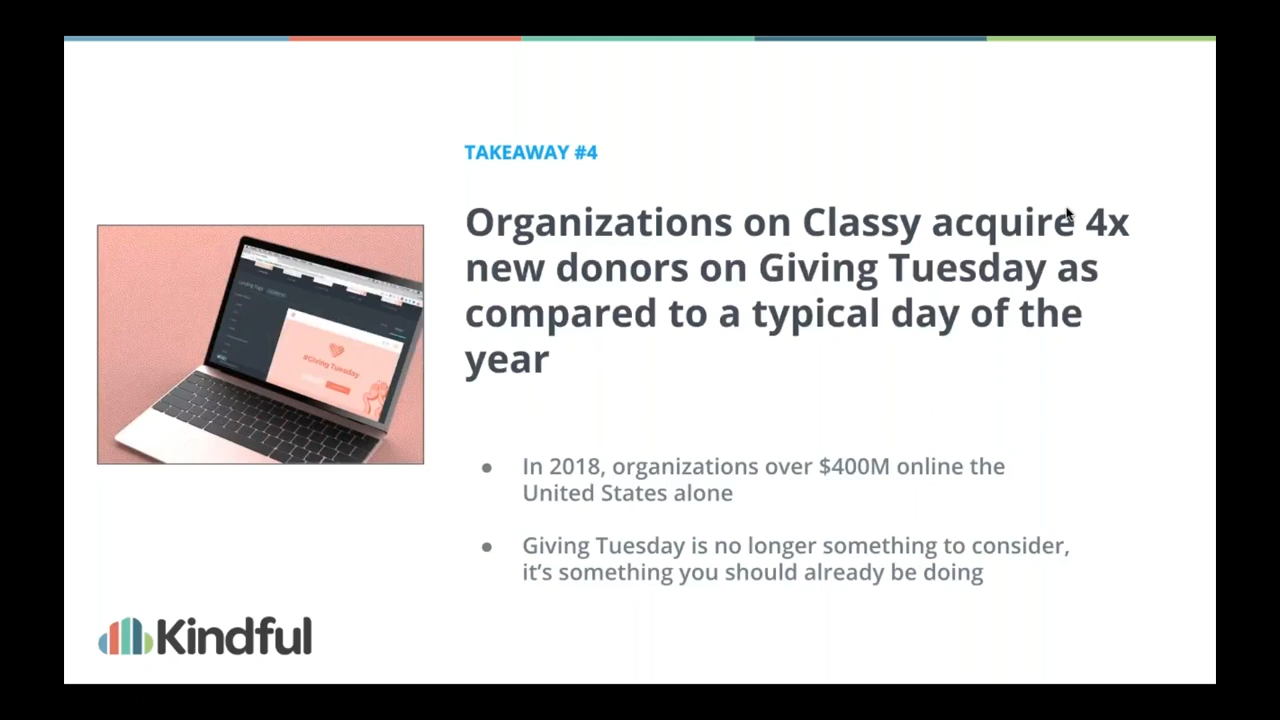 TAKEAWAY #4
Organizations on Classy acquire 4x
new donors on Giving Tuesday as
compared to a typical day of the
year
#Giving Tuesday
● In 2018, organizations over $400M online the
United States alone
● Giving Tuesday is no longer something to consider,
it’s something you should already be doing
Kindful